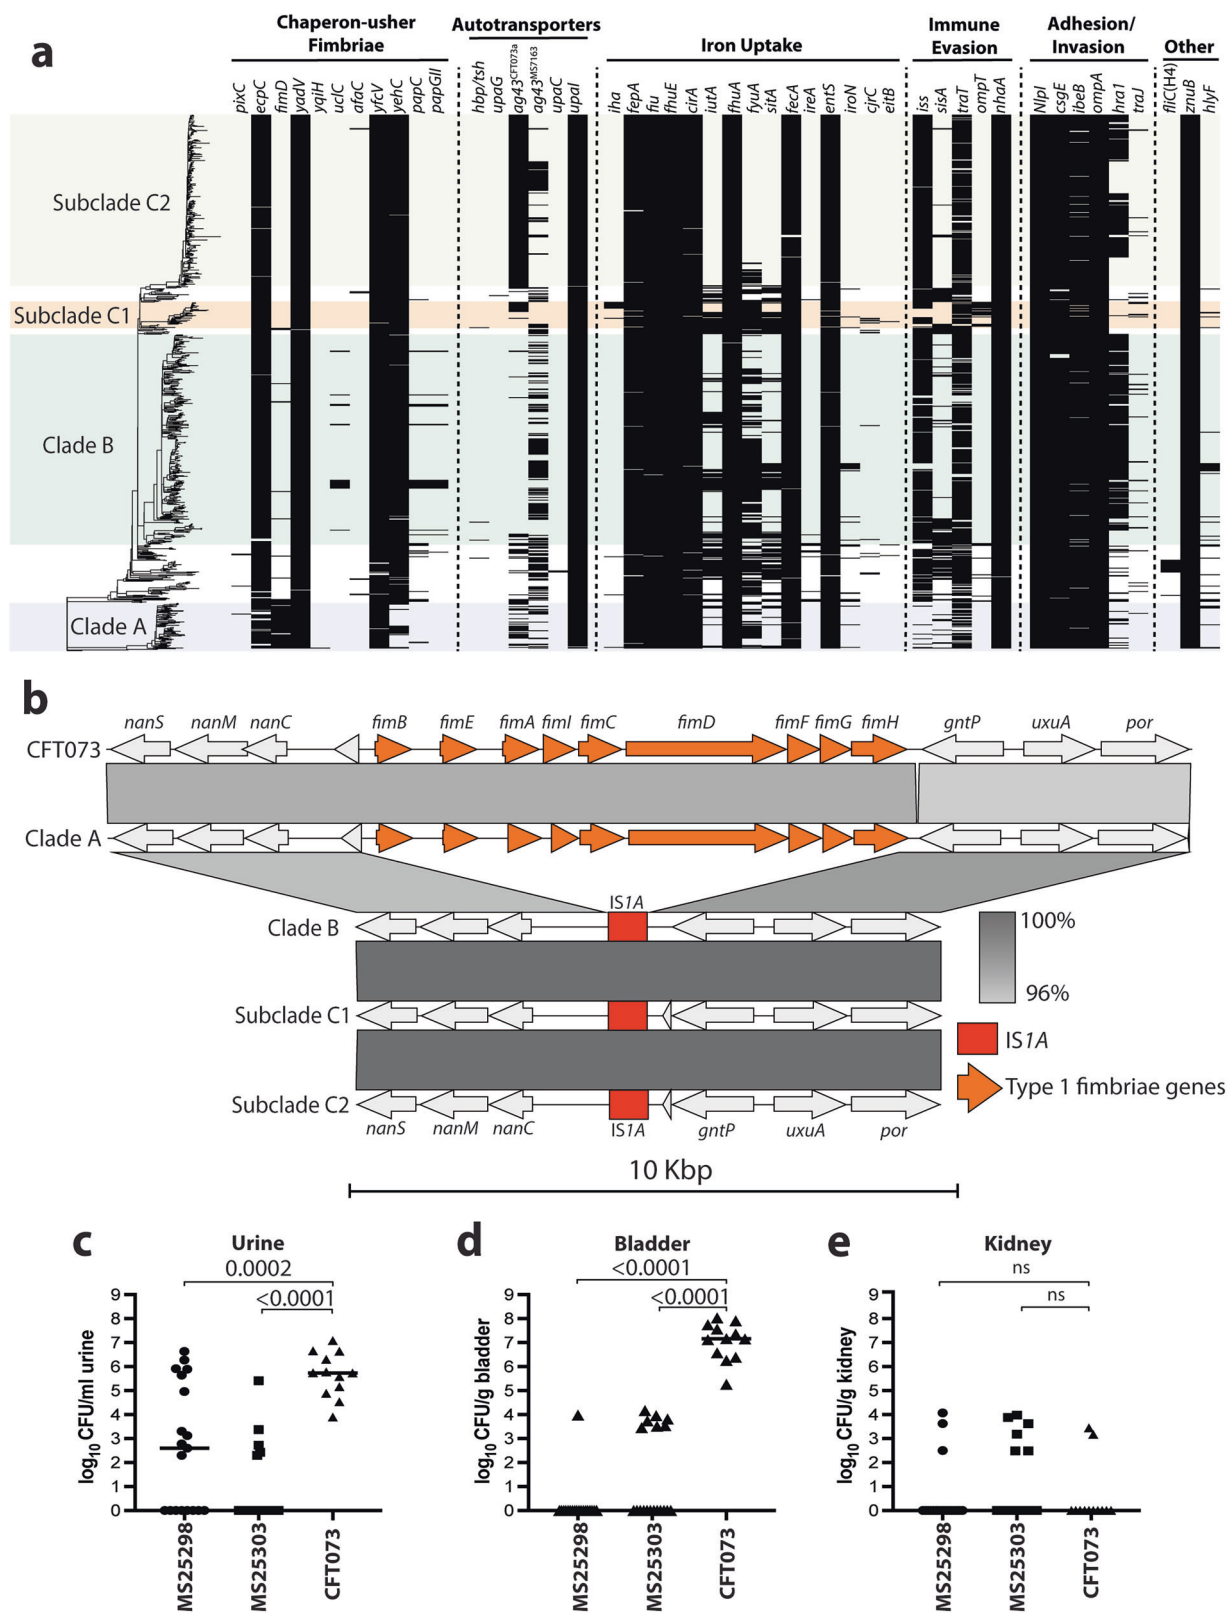 a
Chaperon-usher
Fimbriae
Autotransporters
Iron Uptake
Immune
Evasion
Adhesion/
Invasion
Other
pixC
ecpC
fimD
yadV
yqiH
uclC
afaC
yfcV
yehC
papC
papGII
hbp/tsh
upaG
ag43CFT073a
ag43MS7163
upaC
upaI
iha
fepA
fiu
fhuE
cirA
iutA
fhuA
fyuA
sitA
fecA
ireA
entS
iroN
cjrC
eitB
iss
sisA
traT
ompT
nhaA
NlpI
csgE
ibeB
ompA
hra1
traJ
fliC(H4)
znuB
hlyF
Subclade C2
Subclade C1
Clade B
Clade A
b
nanS nanM nanC fimB fimE fimA fimI fimC fimD fimF fimG fimH gntP uxuA por
CFT073
Clade A
IS1A
Clade B
100%
96%
Subclade C1
IS1A
Type 1 fimbriae genes
Subclade C2
nanS nanM nanC IS1A gntP uxuA por
10 Kbp
c
Urine
0.0002
<0.0001
log10 CFU/ml urine
9
8
7
6
5
4
3
2
1
0
MS25298
MS25303
CFT073
d
Bladder
<0.0001
<0.0001
log10 CFU/g bladder
9
8
7
6
5
4
3
2
1
0
MS25298
MS25303
CFT073
e
Kidney
ns
ns
log10 CFU/g kidney
9
8
7
6
5
4
3
2
1
0
MS25298
MS25303
CFT073